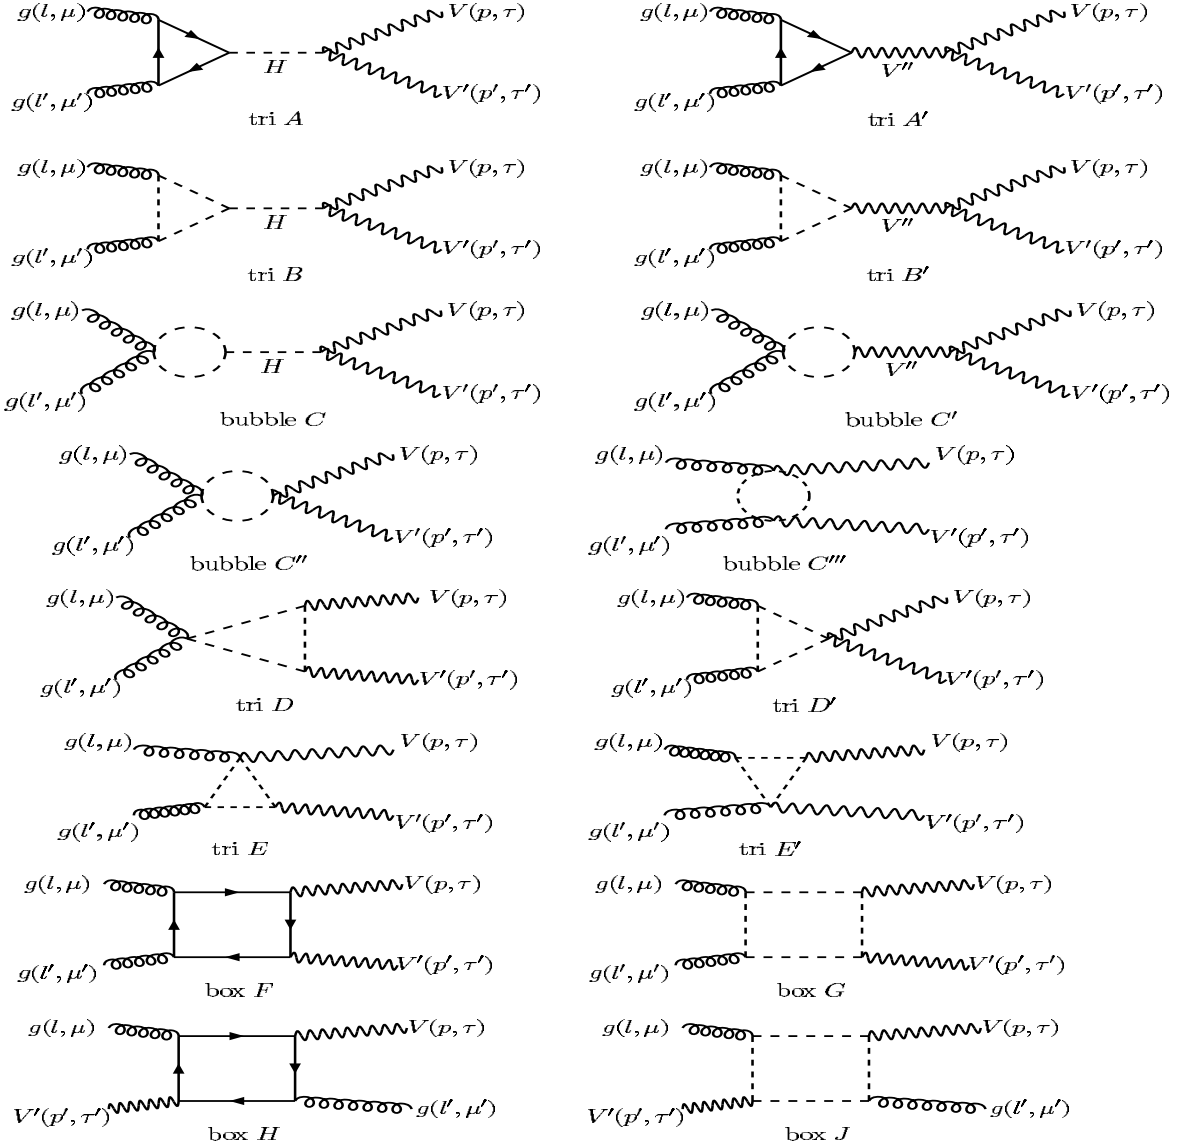 g(l, μ) V(p, τ) g(l, μ) V(p, τ)
H V′′
g(l′, μ′) V′(p′, τ′) g(l′, μ′) V′(p′, τ′)
tri A tri A′
g(l, μ) V(p, τ) g(l, μ) V(p, τ)
H V′′
g(l′, μ′) V′(p′, τ′) g(l′, μ′) V′(p′, τ′)
tri B tri B′
g(l, μ) V(p, τ) g(l, μ) V(p, τ)
H V′′
g(l′, μ′) V′(p′, τ′) g(l′, μ′) V′(p′, τ′)
bubble C bubble C′
g(l, μ) V(p, τ) g(l, μ) V(p, τ)
g(l′, μ′) V′(p′, τ′) g(l′, μ′) V′(p′, τ′)
bubble C′′ bubble C′′′
g(l, μ) V(p, τ) g(l, μ) V(p, τ)
g(l′, μ′) V′(p′, τ′) g(l′, μ′) V′(p′, τ′)
tri D tri D′
g(l, μ) V(p, τ) g(l, μ) V(p, τ)
g(l′, μ′) V′(p′, τ′) g(l′, μ′) V′(p′, τ′)
tri E tri E′
g(l, μ) V(p, τ) g(l, μ) V(p, τ)
g(l′, μ′) V′(p′, τ′) g(l′, μ′) V′(p′, τ′)
box F box G
g(l, μ) V(p, τ) g(l, μ) V(p, τ)
V′(p′, τ′) g(l′, μ′) V′(p′, τ′) g(l′, μ′)
box H box J